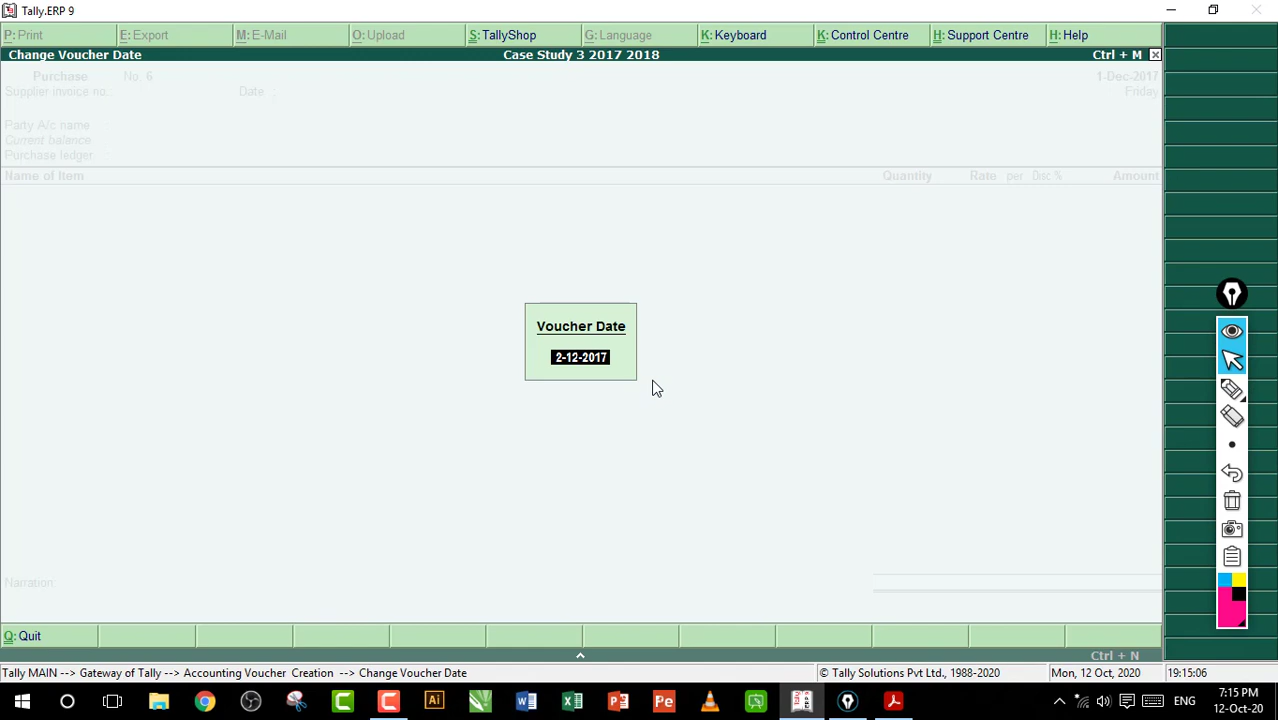 Tally.ERP 9
P: Print E: Export M: E-Mail O: Upload S: TallyShop G: Language K: Keyboard K: Control Centre H: Support Centre H: Help
Change Voucher Date Case Study 3 2017 2018 Ctrl + M
Purchase No. 6 1-Dec-2017
Supplier invoice no.: Date : Friday
Party A/c name :
Current balance :
Purchase ledger :
Name of Item Quantity Rate per Disc % Amount
Voucher Date
2-12-2017
Narration
Q: Quit
Ctrl + N
Tally MAIN --> Gateway of Tally --> Accounting Voucher Creation --> Change Voucher Date © Tally Solutions Pvt Ltd., 1988-2020 Mon, 12 Oct, 2020 19:15:06
ENG 7:15 PM
12-Oct-20